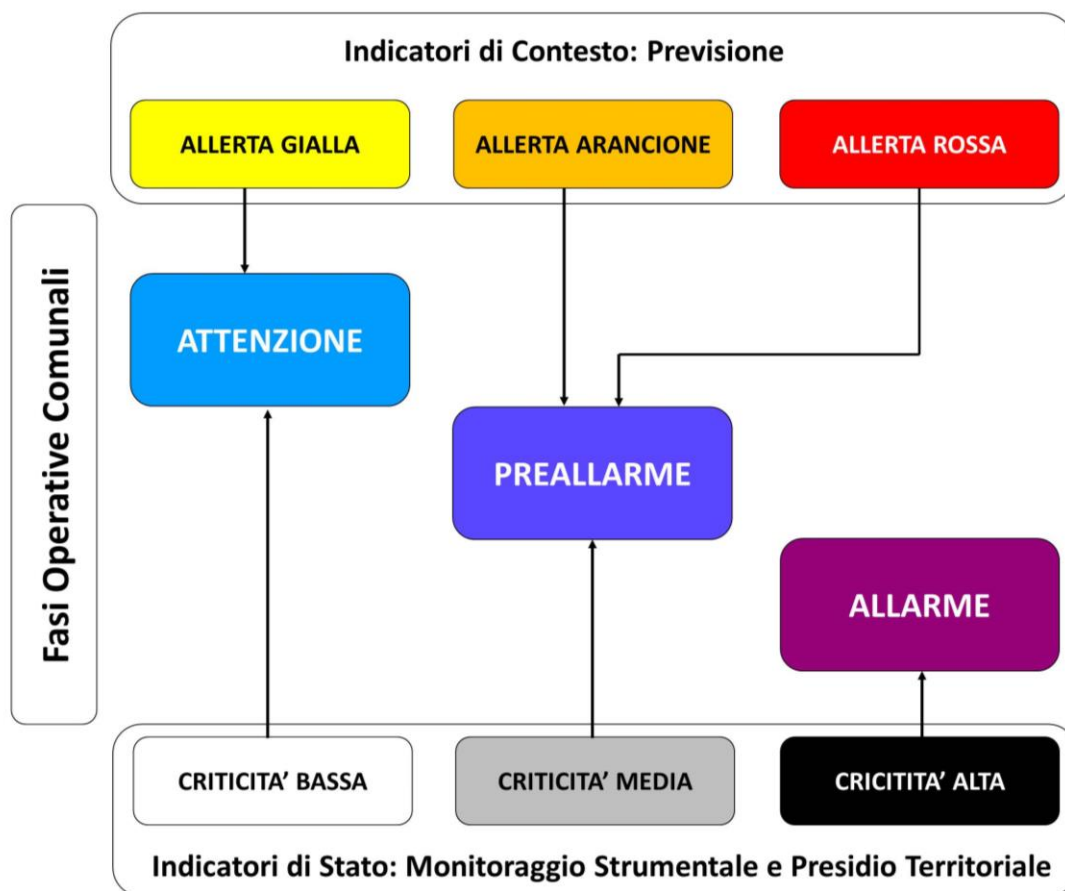 Indicatori di Contesto: Previsione
ALLERTA GIALLA
ALLERTA ARANCIONE
ALLERTA ROSSA
Fasi Operative Comunali
ATTENZIONE
PREALLARME
ALLARME
CRITICITA’ BASSA
CRITICITA’ MEDIA
CRICITITA’ ALTA
Indicatori di Stato: Monitoraggio Strumentale e Presidio Territoriale